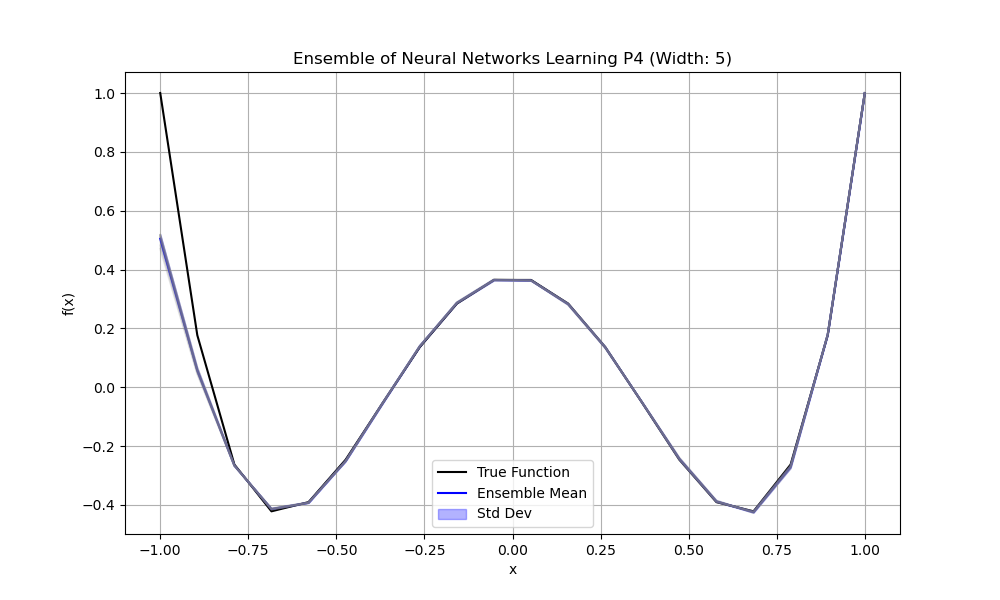 Ensemble of Neural Networks Learning P4 (Width: 5)
1.0
0.8
0.6
0.4
0.2
0.0
−0.2
−0.4
f(x)
True Function
Ensemble Mean
Std Dev
−1.00 −0.75 −0.50 −0.25 0.00 0.25 0.50 0.75 1.00
x